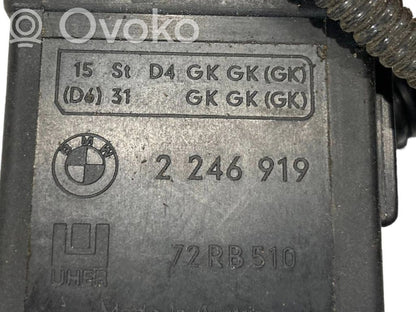 Ovoko
15 St D4 GK GK (GK)
(D6) 31 GK GK (GK)
BMW
2 246 919
UHER
72RB510